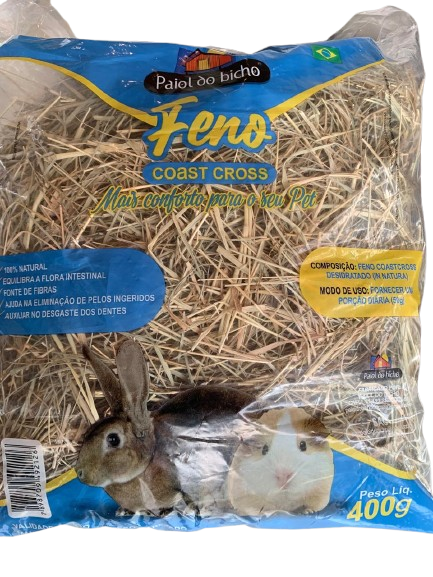 Paiol do bicho
Feno
COAST CROSS
Mais conforto para o seu Pet
100% NATURAL
EQUILIBRA A FLORA INTESTINAL
FONTE DE FIBRAS
AJUDA NA ELIMINAÇÃO DE PELOS INGERIDOS
AUXILIAR NO DESGASTE DOS DENTES
COMPOSIÇÃO: FENO COASTCROSS
DESIDRATADO (IN NATURA)
MODO DE USO: FORNECER
PORÇÃO DIÁRIA
Paiol do bicho
Peso Liq.
400g